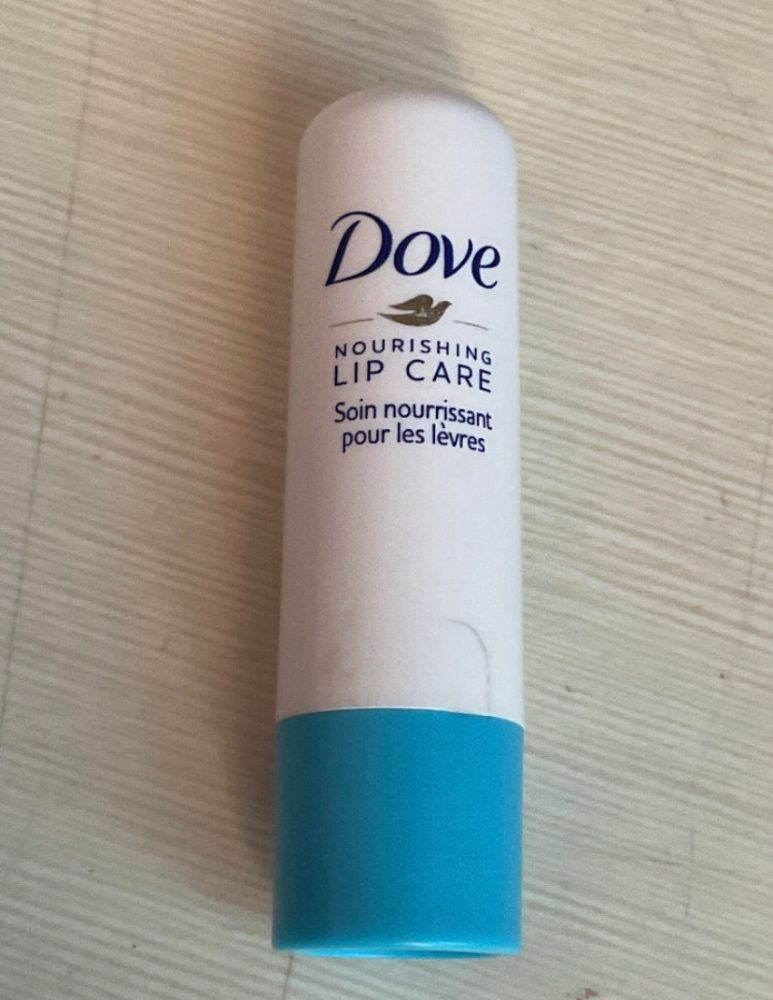 Dove
NOURISHING
LIP CARE
Soin nourrissant
pour les lèvres